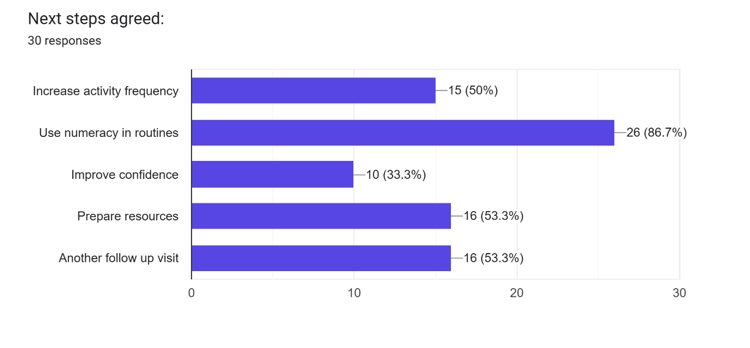 Next steps agreed:
30 responses
Increase activity frequency
15 (50%)
Use numeracy in routines
26 (86.7%)
Improve confidence
10 (33.3%)
Prepare resources
16 (53.3%)
Another follow up visit
16 (53.3%)
0 10 20 30